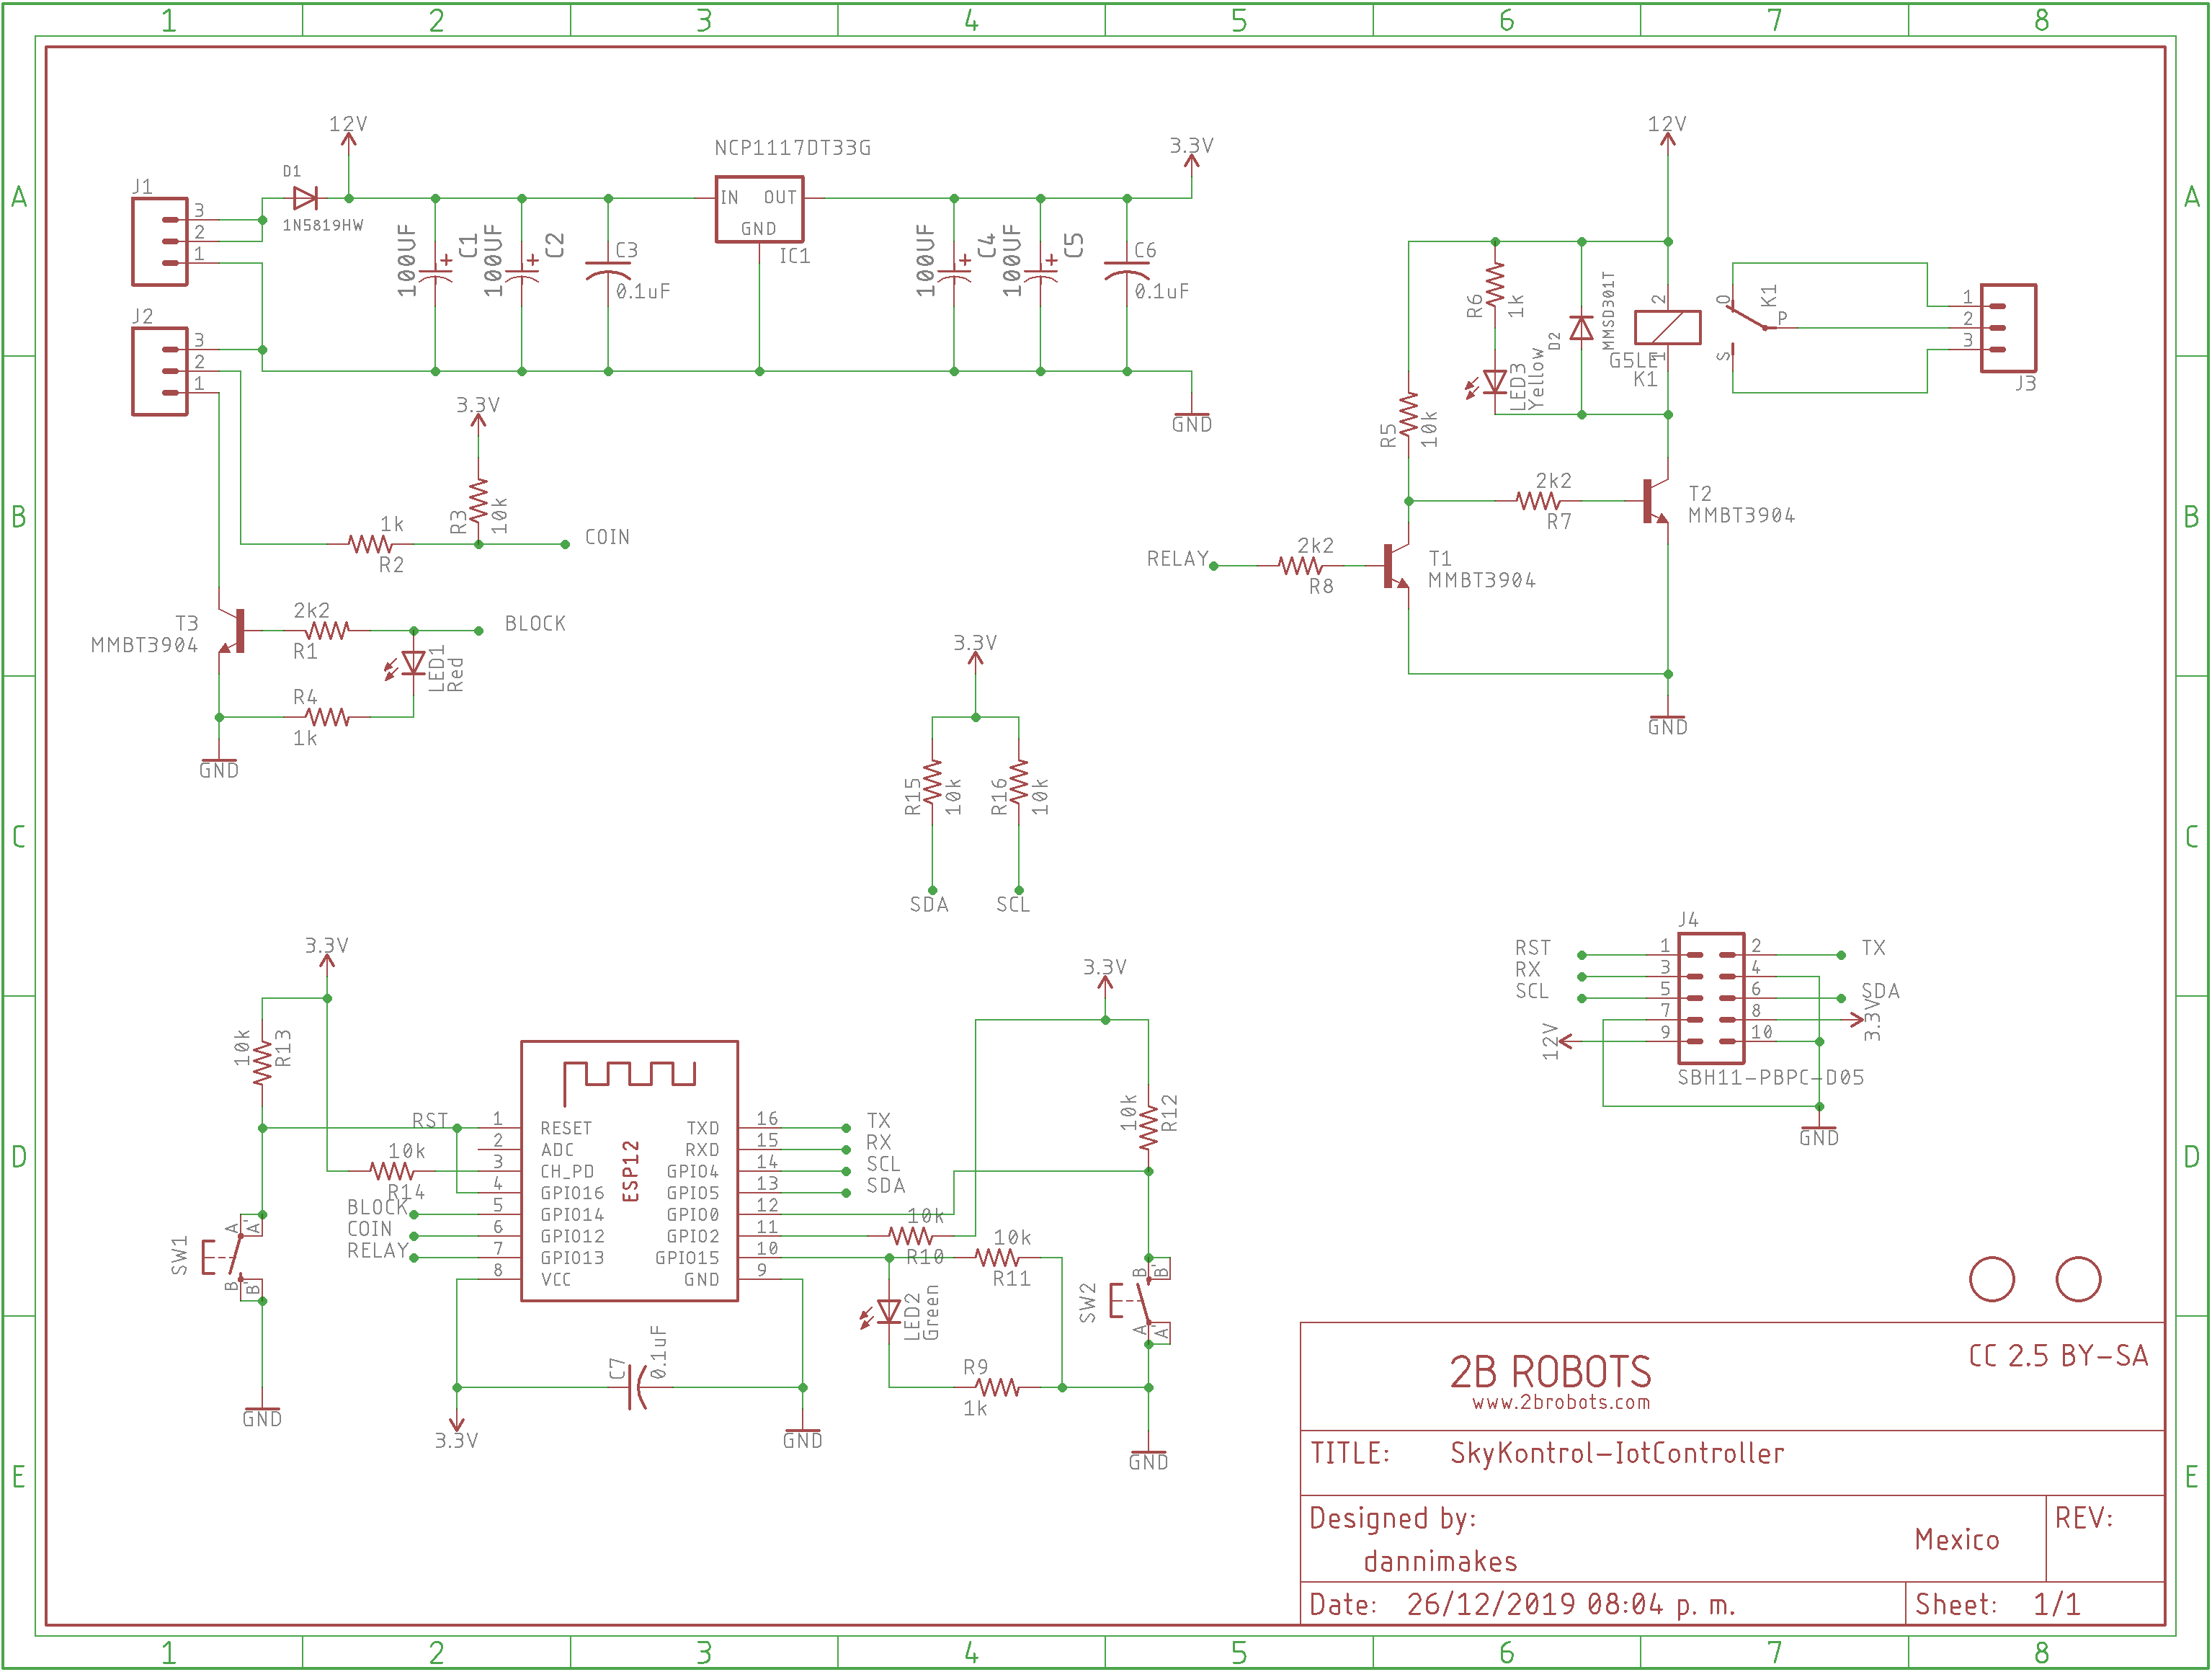 1 2 3 4 5 6 7 8
A
B
C
D
E
A
B
C
D
E
J1
3
2
1
D1
1N5819HW
12V
100UF
C1
100UF
C2
C3
0.1uF
NCP1117DT33G
IN OUT
GND
IC1
100UF
C4
100UF
C5
C6
0.1uF
3.3V
GND
J2
3
2
1
3.3V
R3
10k
1k
R2
COIN
T3
MMBT3904
2k2
R1
BLOCK
LED1
Red
R4
1k
GND
12V
R6
1k
LED3
Yellow
D2
MMSD301T
2
1
G5LE
K1
O
S
P
K1
1
2
3
J3
R5
10k
2k2
R7
T2
MMBT3904
RELAY
2k2
R8
T1
MMBT3904
GND
3.3V
R15
10k
R16
10k
SDA
SCL
J4
RST 1 2 TX
RX 3 4
SCL 5 6 SDA
7 8 3.3V
12V 9 10
SBH11-PBPC-D05
GND
3.3V
10k
R13
RST
10k
R14
BLOCK
COIN
RELAY
SW1
A A'
B B'
GND
1 RESET TXD 16 TX
2 ADC RXD 15 RX
3 CH_PD GPIO4 14 SCL
4 GPIO16 GPIO5 13 SDA
5 GPIO14 GPIO0 12
6 GPIO12 GPIO2 11
7 GPIO13 GPIO15 10
8 VCC GND 9
ESP12
C7
0.1uF
3.3V
GND
10k
R10
10k
R11
LED2
Green
R9
1k
3.3V
10k
R12
SW2
B B'
A A'
GND
2B ROBOTS
www.2brobots.com
CC 2.5 BY-SA
TITLE: SkyKontrol-IotController
Designed by:
dannimakes
Mexico
REV:
Date: 26/12/2019 08:04 p. m.
Sheet: 1/1
1 2 3 4 5 6 7 8